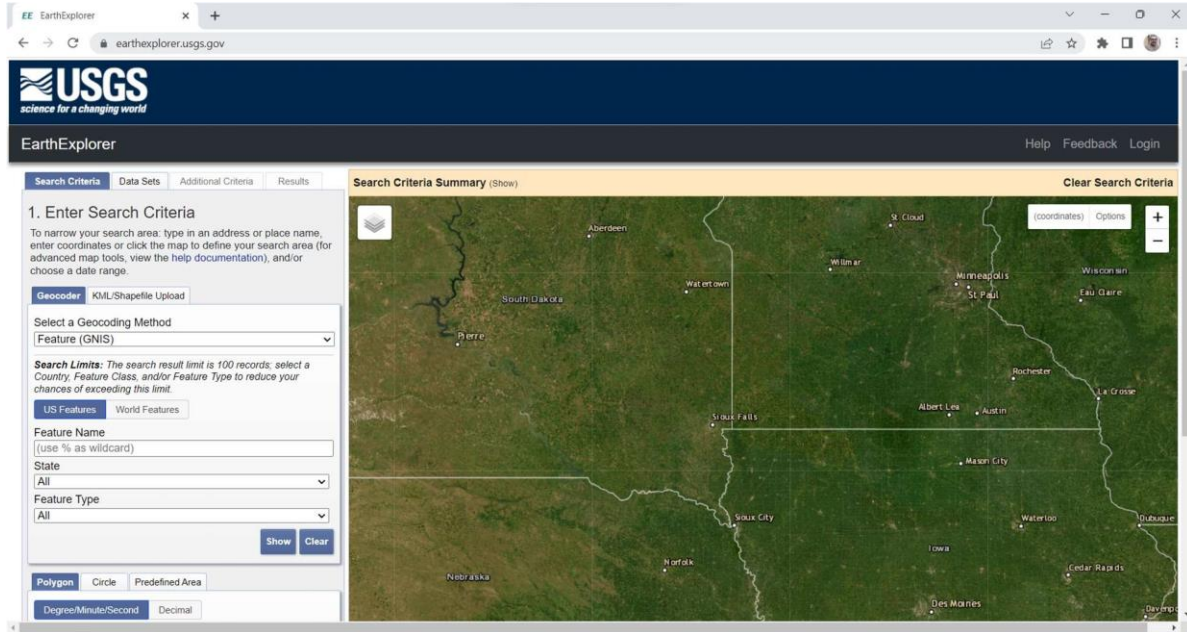 EE EarthExplorer
earthexplorer.usgs.gov
USGS
science for a changing world
EarthExplorer
Help Feedback Login
Search Criteria Data Sets Additional Criteria Results
1. Enter Search Criteria
To narrow your search area: type in an address or place name,
enter coordinates or click the map to define your search area (for
advanced map tools, view the help documentation), and/or
choose a date range.
Geocoder KML/Shapefile Upload
Select a Geocoding Method
Feature (GNIS)
Search Limits: The search result limit is 100 records; select a
Country, Feature Class, and/or Feature Type to reduce your
chances of exceeding this limit.
US Features World Features
Feature Name
(use % as wildcard)
State
All
Feature Type
All
Show Clear
Polygon Circle Predefined Area
Degree/Minute/Second Decimal
Search Criteria Summary (Show) Clear Search Criteria
(coordinates) Options + −
Aberdeen
St Cloud
Willmar
Minneapolis
Wisconsin
Watertown
South Dakota
St Paul
Eau Claire
Pierre
Rochester
La Crosse
Albert Lea
Austin
Sioux Falls
Mason City
Sioux City
Waterloo
Dubuque
Iowa
Norfolk
Cedar Rapids
Nebraska
Des Moines
Davenpo